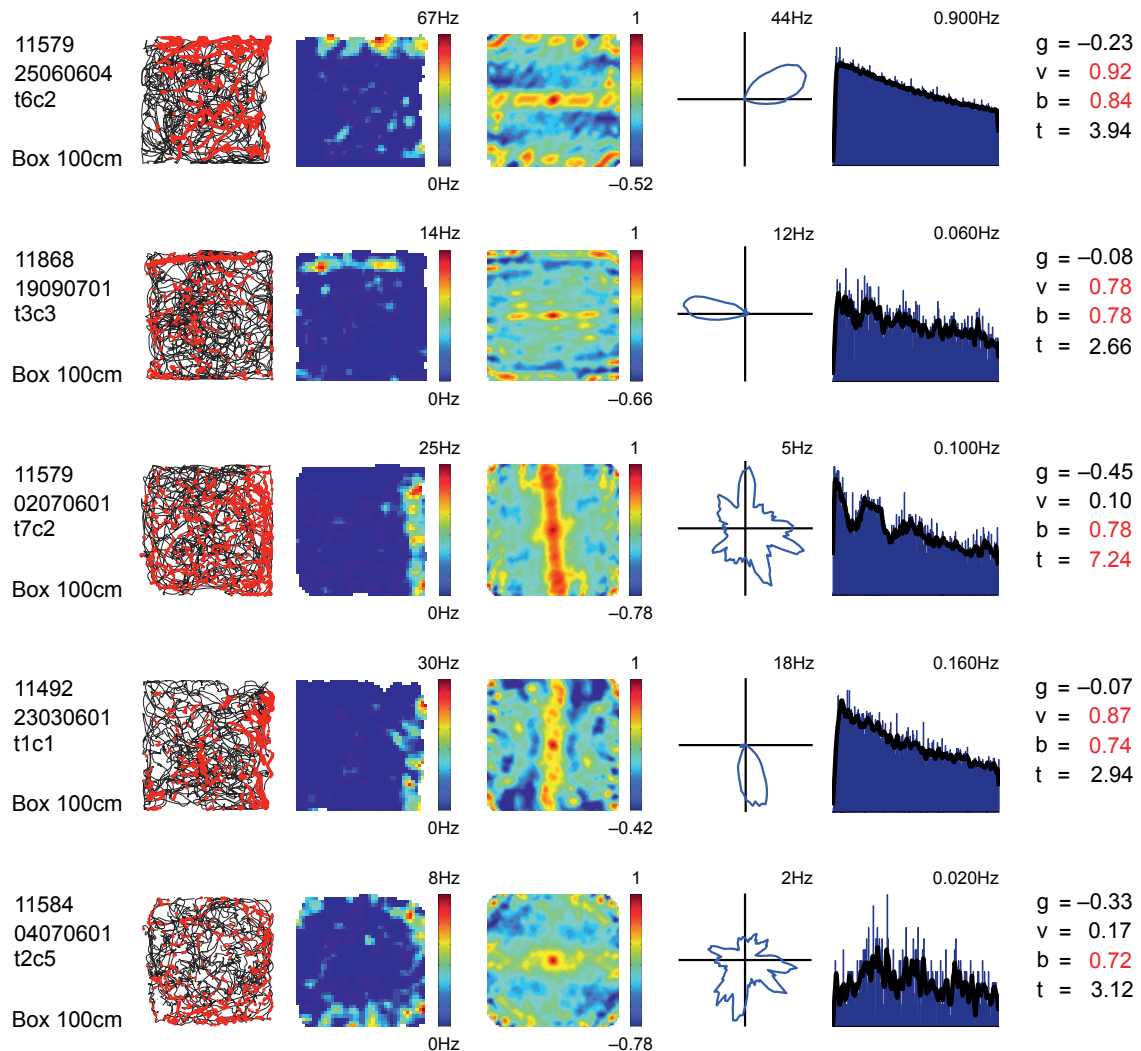 67Hz 1 44Hz 0.900Hz
11579
25060604
t6c2
Box 100cm
0Hz –0.52
g = –0.23
v = 0.92
b = 0.84
t = 3.94
14Hz 1 12Hz 0.060Hz
11868
19090701
t3c3
Box 100cm
0Hz –0.66
g = –0.08
v = 0.78
b = 0.78
t = 2.66
25Hz 1 5Hz 0.100Hz
11579
02070601
t7c2
Box 100cm
0Hz –0.78
g = –0.45
v = 0.10
b = 0.78
t = 7.24
30Hz 1 18Hz 0.160Hz
11492
23030601
t1c1
Box 100cm
0Hz –0.42
g = –0.07
v = 0.87
b = 0.74
t = 2.94
8Hz 1 2Hz 0.020Hz
11584
04070601
t2c5
Box 100cm
0Hz –0.78
g = –0.33
v = 0.17
b = 0.72
t = 3.12